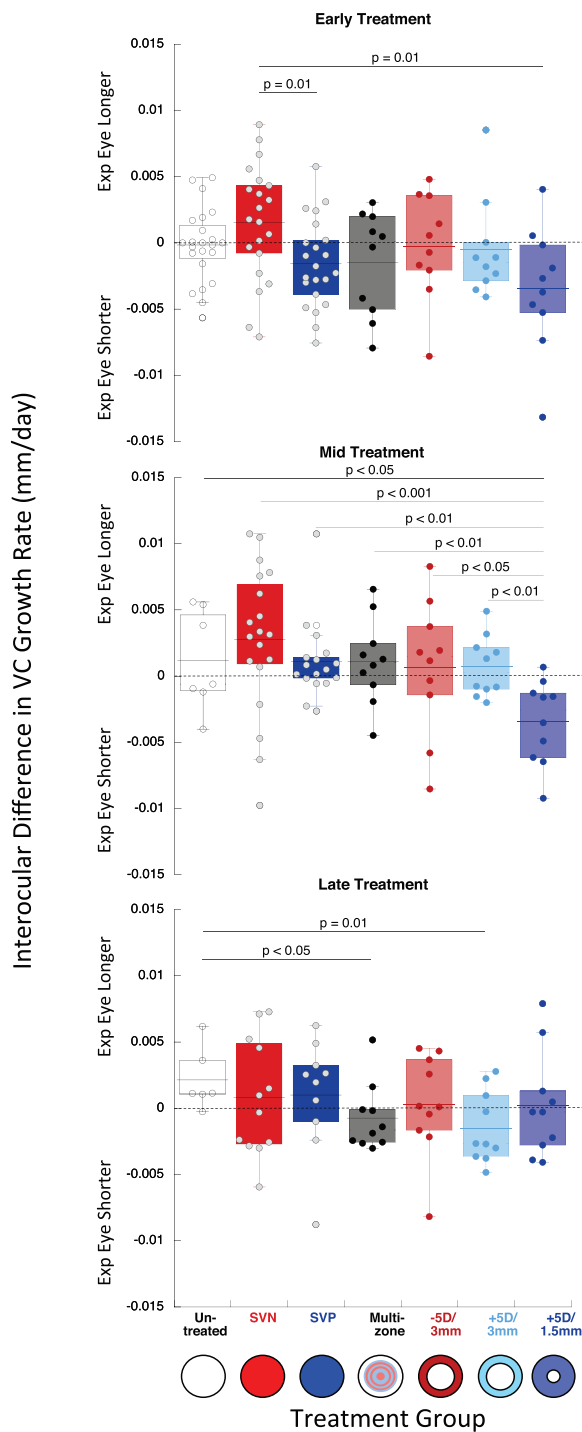 Early Treatment
0.015
p = 0.01
p = 0.01
0.01
0.005
0
-0.005
-0.01
-0.015
Exp Eye Longer
Exp Eye Shorter
Mid Treatment
0.015
p < 0.05
p < 0.001
p < 0.01
p < 0.01
p < 0.05
p < 0.01
0.01
0.005
0
-0.005
-0.01
-0.015
Exp Eye Longer
Exp Eye Shorter
Interocular Difference in VC Growth Rate (mm/day)
Late Treatment
0.015
p = 0.01
p < 0.05
0.01
0.005
0
-0.005
-0.01
-0.015
Exp Eye Longer
Exp Eye Shorter
Un-
treated
SVN
SVP
Multi-
zone
-5D/
3mm
+5D/
3mm
+5D/
1.5mm
Treatment Group